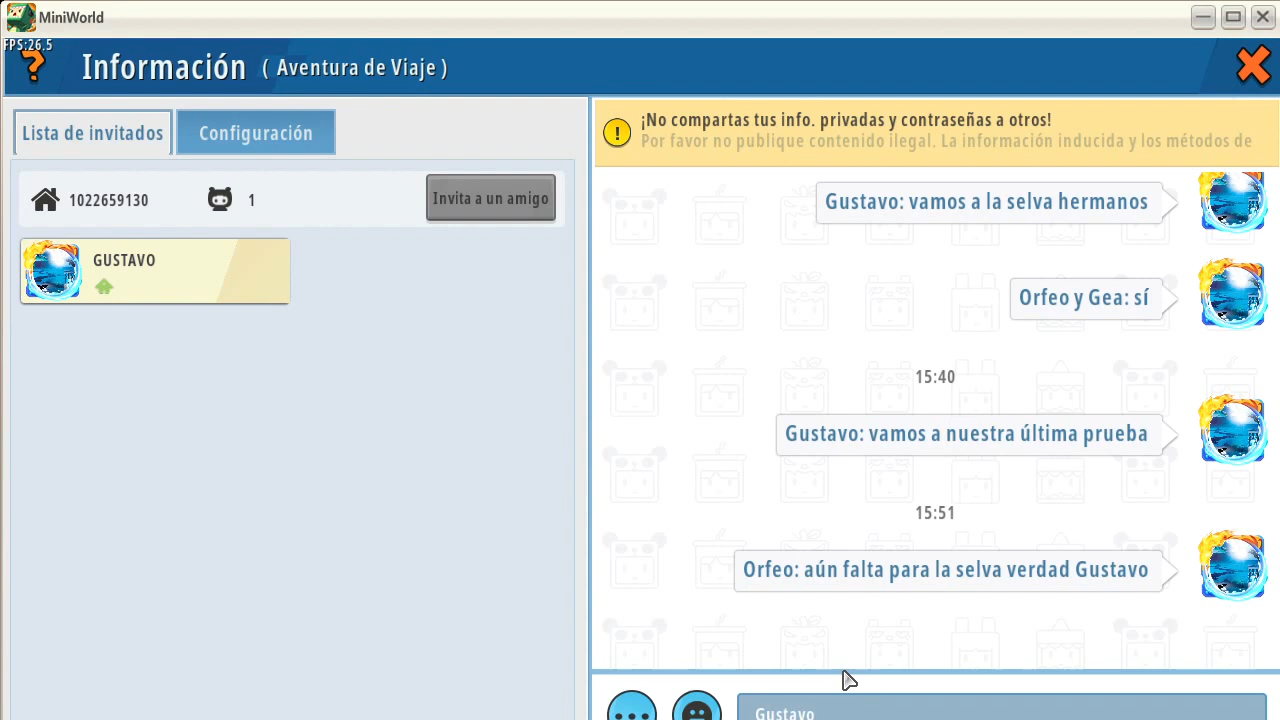 MiniWorld
FPS:26.5
Información ( Aventura de Viaje )
Lista de invitados
Configuración
1022659130
1
Invita a un amigo
GUSTAVO
¡No compartas tus info. privadas y contraseñas a otros!
Por favor no publique contenido ilegal. La información inducida y los métodos de
Gustavo: vamos a la selva hermanos
Orfeo y Gea: sí
15:40
Gustavo: vamos a nuestra última prueba
15:51
Orfeo: aún falta para la selva verdad Gustavo
Gustavo